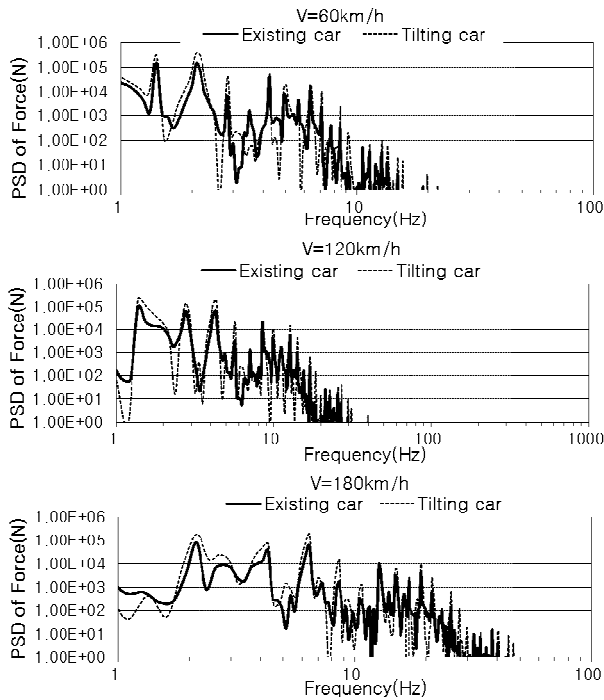 V=60km/h
Existing car Tilting car
PSD of Force(N)
1.00E+06
1.00E+05
1.00E+04
1.00E+03
1.00E+02
1.00E+01
1.00E+00
1 10 100
Frequency(Hz)
V=120km/h
Existing car Tilting car
PSD of Force(N)
1.00E+06
1.00E+05
1.00E+04
1.00E+03
1.00E+02
1.00E+01
1.00E+00
1 10 100 1000
Frequency(Hz)
V=180km/h
Existing car Tilting car
PSD of Force(N)
1.00E+06
1.00E+05
1.00E+04
1.00E+03
1.00E+02
1.00E+01
1.00E+00
1 10 100
Frequency(Hz)